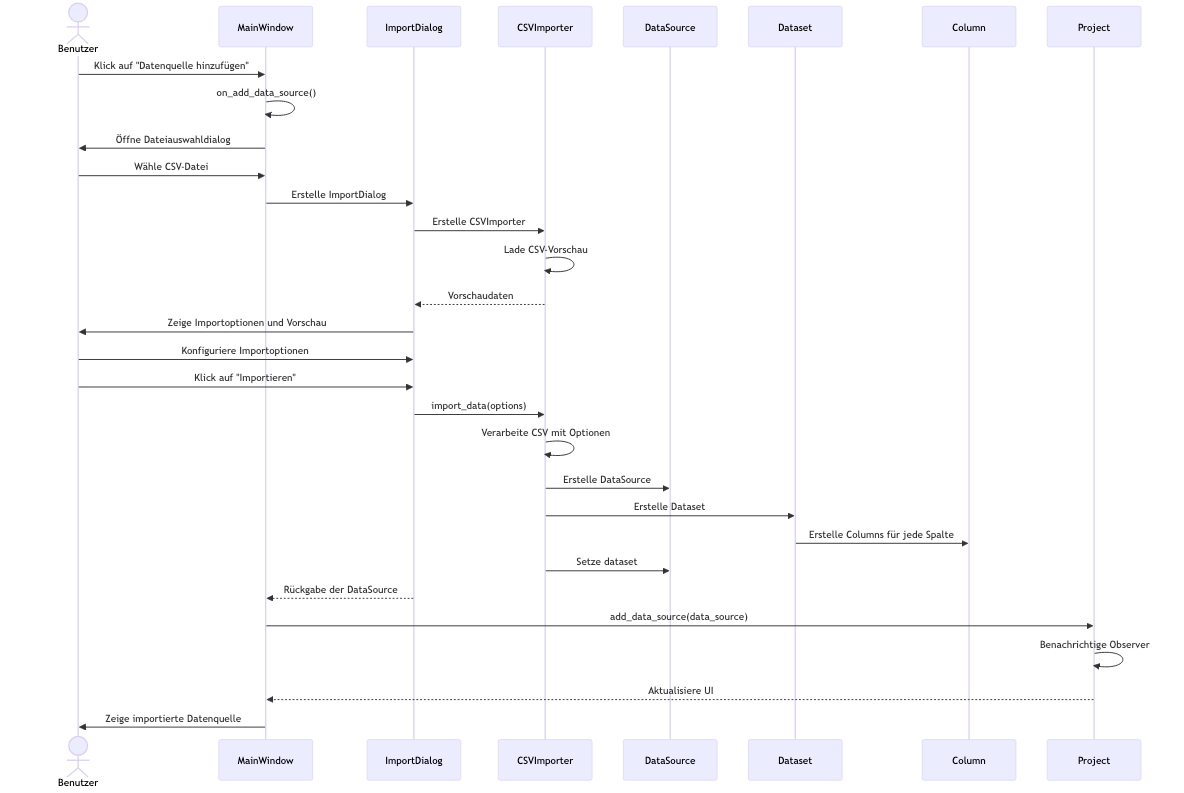 Benutzer
MainWindow
ImportDialog
CSVImporter
DataSource
Dataset
Column
Project
Klick auf "Datenquelle hinzufügen"
on_add_data_source()
Öffne Dateiauswahldialog
Wähle CSV-Datei
Erstelle ImportDialog
Erstelle CSVImporter
Lade CSV-Vorschau
Vorschaudaten
Zeige Importoptionen und Vorschau
Konfiguriere Importoptionen
Klick auf "Importieren"
import_data(options)
Verarbeite CSV mit Optionen
Erstelle DataSource
Erstelle Dataset
Erstelle Columns für jede Spalte
Setze dataset
Rückgabe der DataSource
add_data_source(data_source)
Benachrichtige Observer
Aktualisiere UI
Zeige importierte Datenquelle
Benutzer
MainWindow
ImportDialog
CSVImporter
DataSource
Dataset
Column
Project